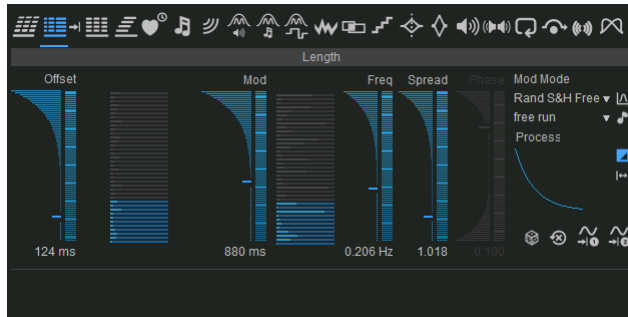 Length
Offset Mod Freq Spread Phase Mod Mode
Rand S&H Free
free run
Process
124 ms 880 ms 0.206 Hz 1.018 0.100